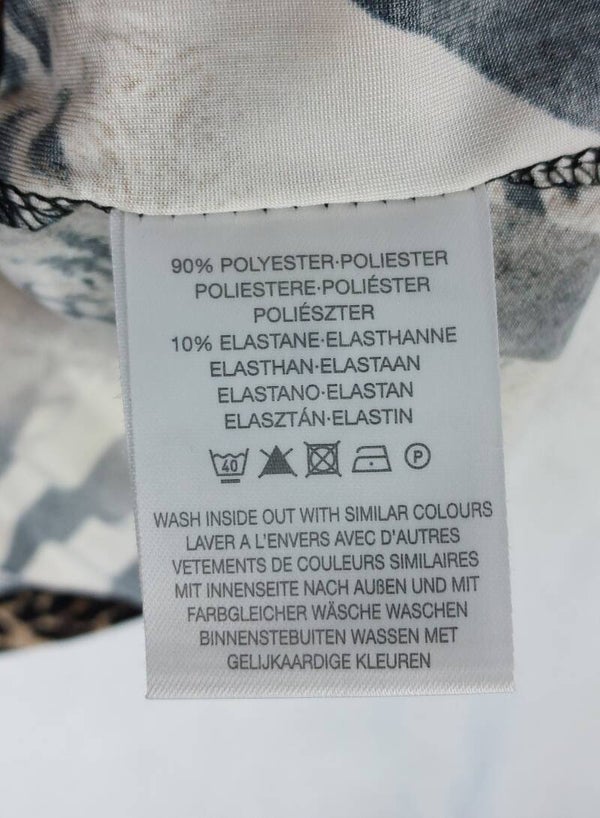 90% POLYESTER·POLIESTER
POLIESTERE·POLIÉSTER
POLIÉSZTER
10% ELASTANE·ELASTHANNE
ELASTHAN·ELASTAAN
ELASTANO·ELASTAN
ELASZTÁN·ELASTIN
40 P
WASH INSIDE OUT WITH SIMILAR COLOURS
LAVER A L'ENVERS AVEC D'AUTRES
VETEMENTS DE COULEURS SIMILAIRES
MIT INNENSEITE NACH AUßEN UND MIT
FARBGLEICHER WÄSCHE WASCHEN
BINNENSTEBUITEN WASSEN MET
GELIJKAARDIGE KLEUREN